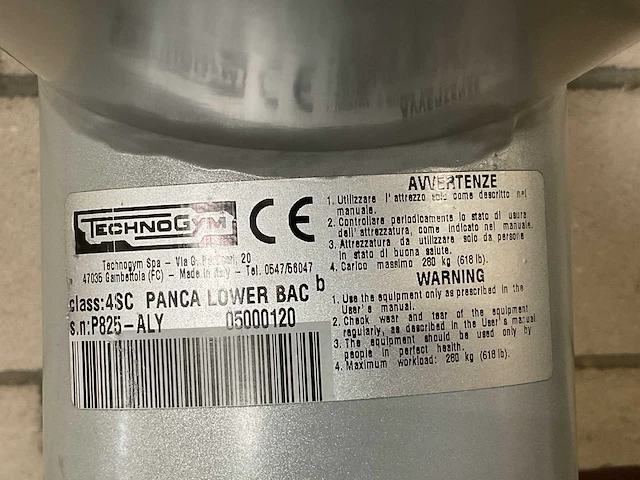 TECHNOGYM
CE
Technogym Spa - Via G. 20
47035 Gambettola (FC) - Made in Italy - Tel. 0547/56047
class:4SC PANCA LOWER BAC b
s.n:P825-ALY 05000120
AVVERTENZE
1. Utilizzare l'attrezzo solo come descritto nel
manuale.
2. Controllare periodicamente lo stato di usura
dell'attrezzatura, come indicato nel manuale.
3. Attrezzatura da utilizzare solo da persone
in stato di buona salute.
4. Carico massimo 280 kg (618 lb).
WARNING
1. Use the equipment only as prescribed in the
User's manual.
2. Check wear and tear of the equipment
regularly, as described in the User's manual
3. The equipment should be used only by
people in perfect health.
4. Maximum workload: 280 kg (618 lb).